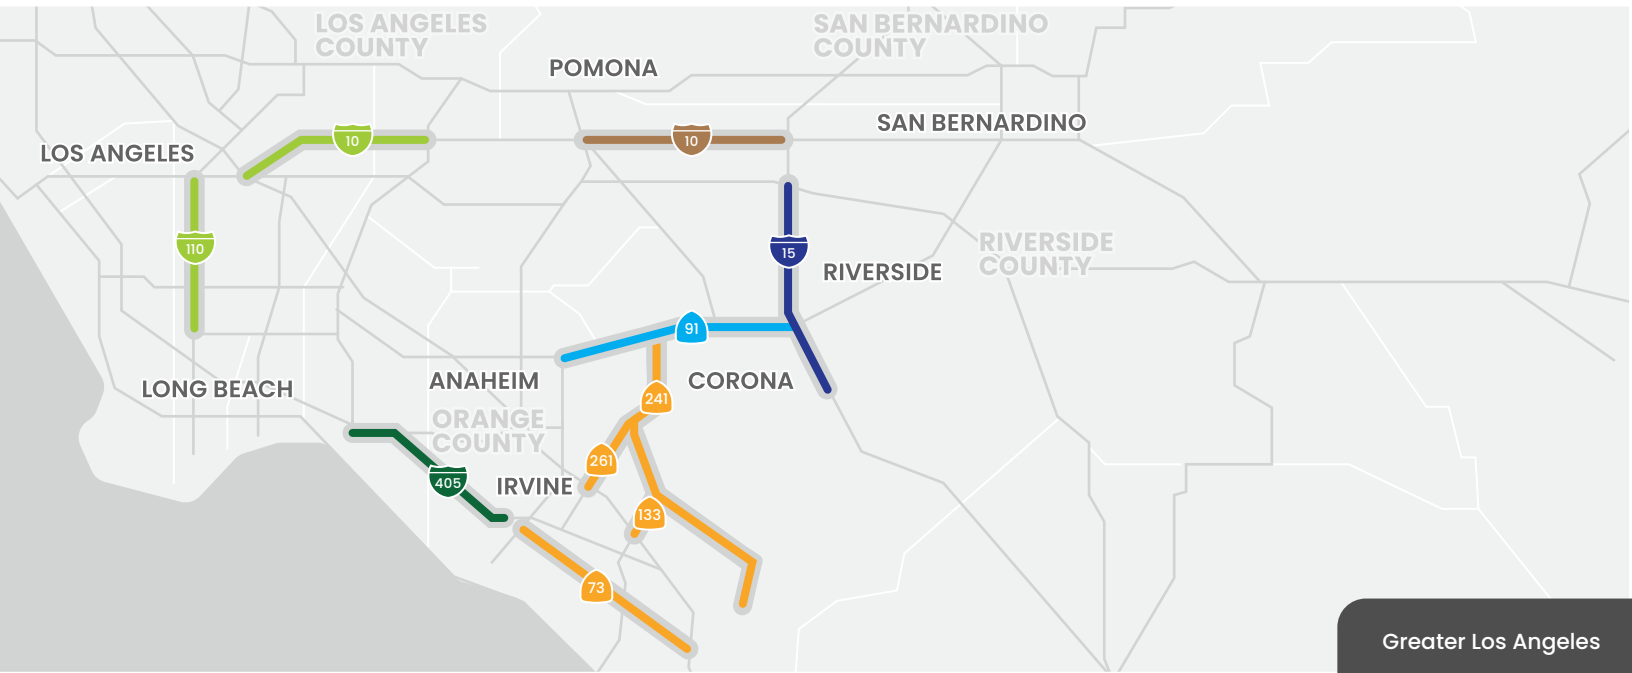 LOS ANGELES
COUNTY
SAN BERNARDINO
COUNTY
POMONA
SAN BERNARDINO
10
10
LOS ANGELES
110
15
RIVERSIDE
COUNTY
RIVERSIDE
91
ANAHEIM
CORONA
LONG BEACH
241
ORANGE
COUNTY
261
405
IRVINE
133
73
Greater Los Angeles